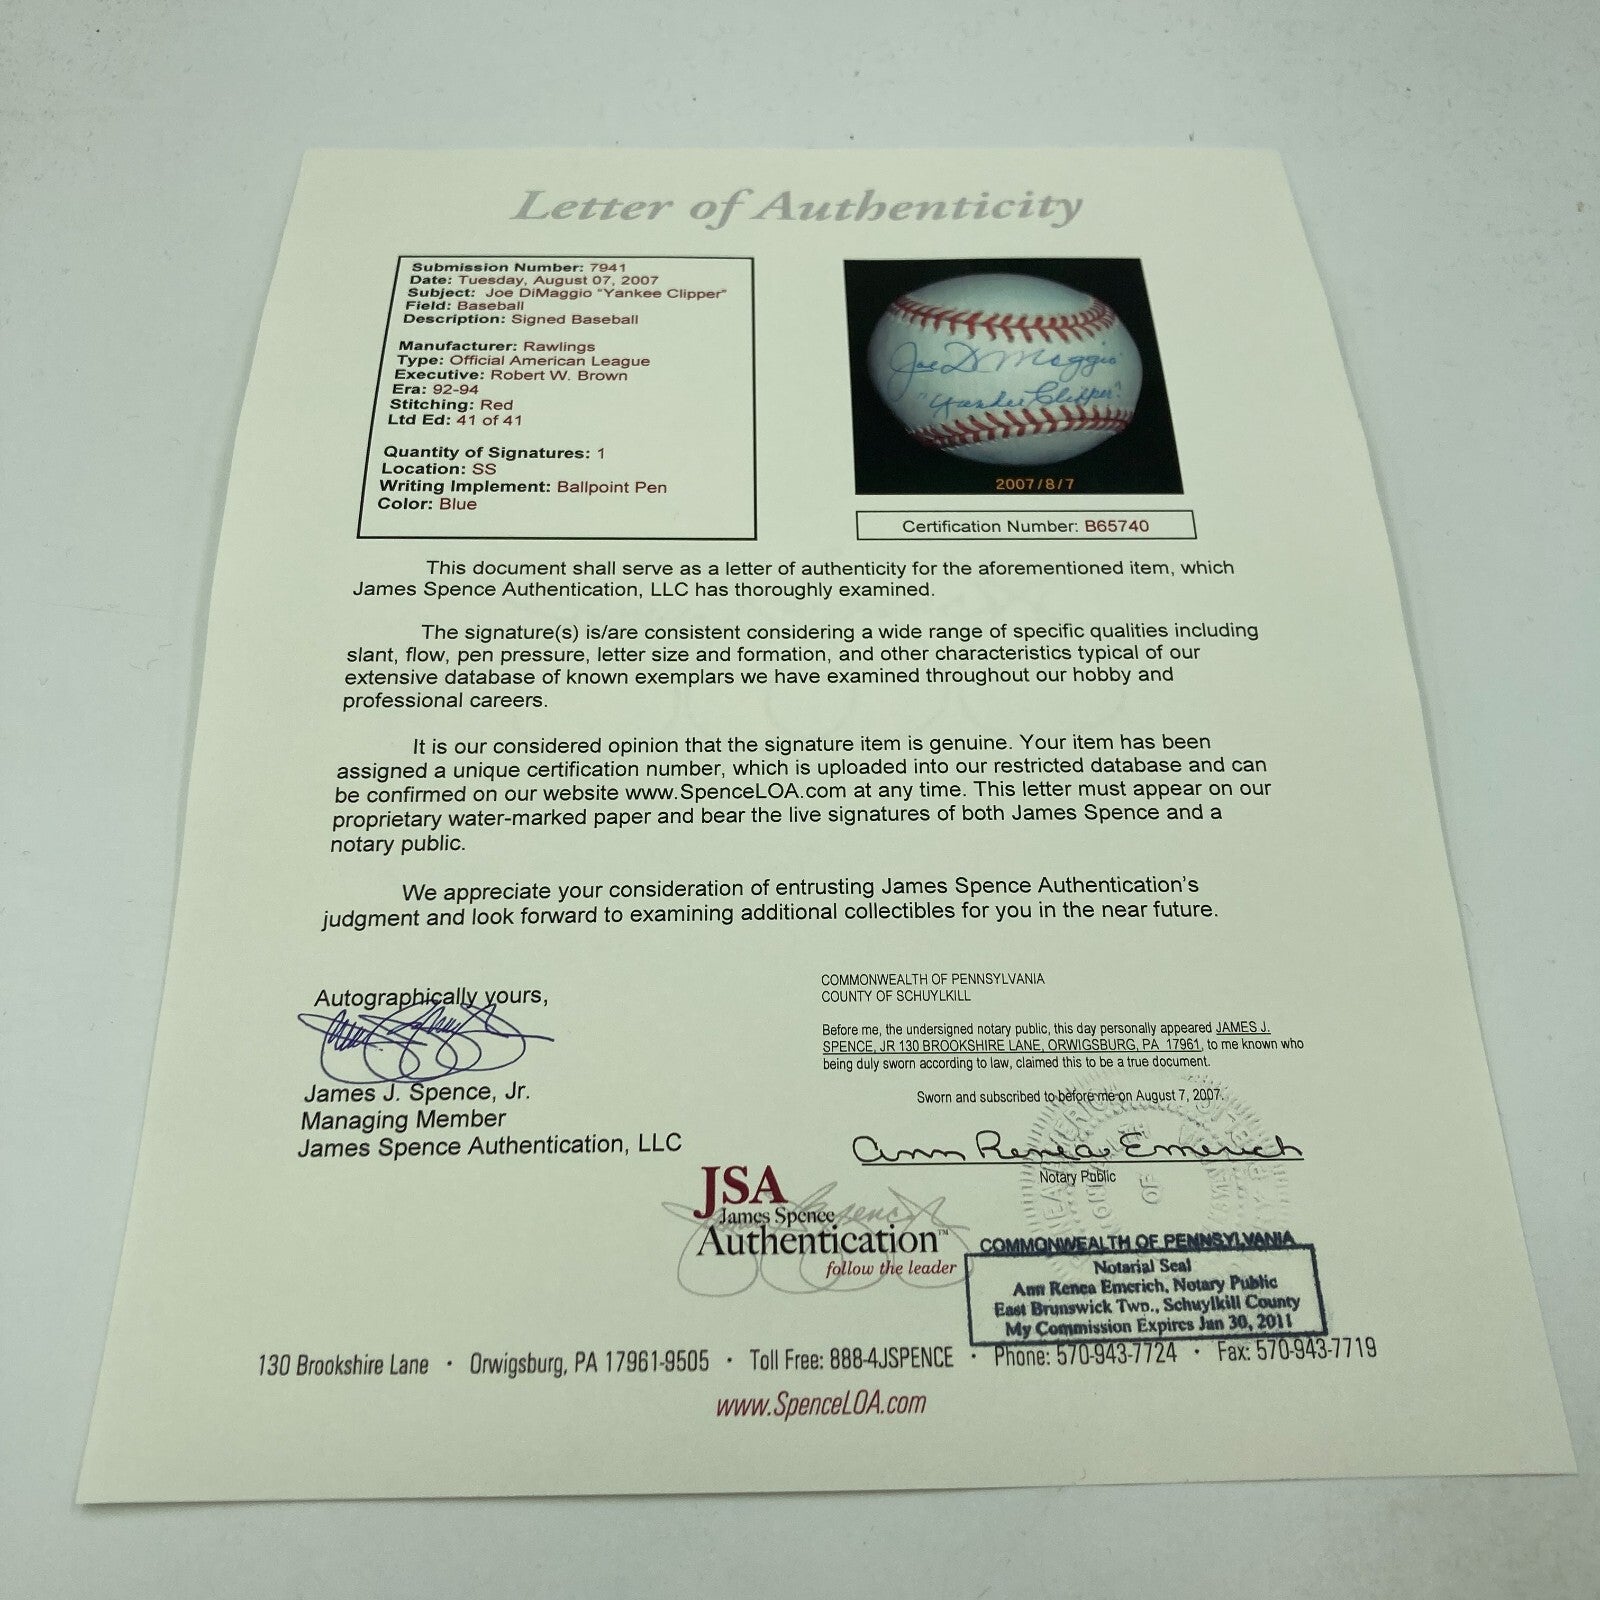 Letter of Authenticity
Submission Number: 7941
Date: Tuesday, August 07, 2007
Subject: Joe DiMaggio "Yankee Clipper"
Field: Baseball
Description: Signed Baseball
Manufacturer: Rawlings
Type: Official American League
Executive: Robert W. Brown
Era: 92-94
Stitching: Red
Ltd Ed: 41 of 41
Quantity of Signatures: 1
Location: SS
Writing Implement: Ballpoint Pen
Color: Blue
Joe DiMaggio
"Yankee Clipper"
2007/8/7
Certification Number: B65740
This document shall serve as a letter of authenticity for the aforementioned item, which
James Spence Authentication, LLC has thoroughly examined.
The signature(s) is/are consistent considering a wide range of specific qualities including
slant, flow, pen pressure, letter size and formation, and other characteristics typical of our
extensive database of known exemplars we have examined throughout our hobby and
professional careers.
It is our considered opinion that the signature item is genuine. Your item has been
assigned a unique certification number, which is uploaded into our restricted database and can
be confirmed on our website www.SpenceLOA.com at any time. This letter must appear on our
proprietary water-marked paper and bear the live signatures of both James Spence and a
notary public.
We appreciate your consideration of entrusting James Spence Authentication's
judgment and look forward to examining additional collectibles for you in the near future.
Autographically yours,
James Spence
James J. Spence, Jr.
Managing Member
James Spence Authentication, LLC
COMMONWEALTH OF PENNSYLVANIA
COUNTY OF SCHUYLKILL
Before me, the undersigned notary public, this day personally appeared JAMES J.
SPENCE, JR 130 BROOKSHIRE LANE, ORWIGSBURG, PA 17961, to me known who
being duly sworn according to law, claimed this to be a true document.
Sworn and subscribed to before me on August 7, 2007.
Ann Renea Emerich
Notary Public
JSA
James Spence
Authentication™
follow the leader
COMMONWEALTH OF PENNSYLVANIA
Notarial Seal
Ann Renea Emerich, Notary Public
East Brunswick Twp., Schuylkill County
My Commission Expires Jan 30, 2011
130 Brookshire Lane • Orwigsburg, PA 17961-9505 • Toll Free: 888-4JSPENCE • Phone: 570-943-7724 • Fax: 570-943-7719
www.SpenceLOA.com